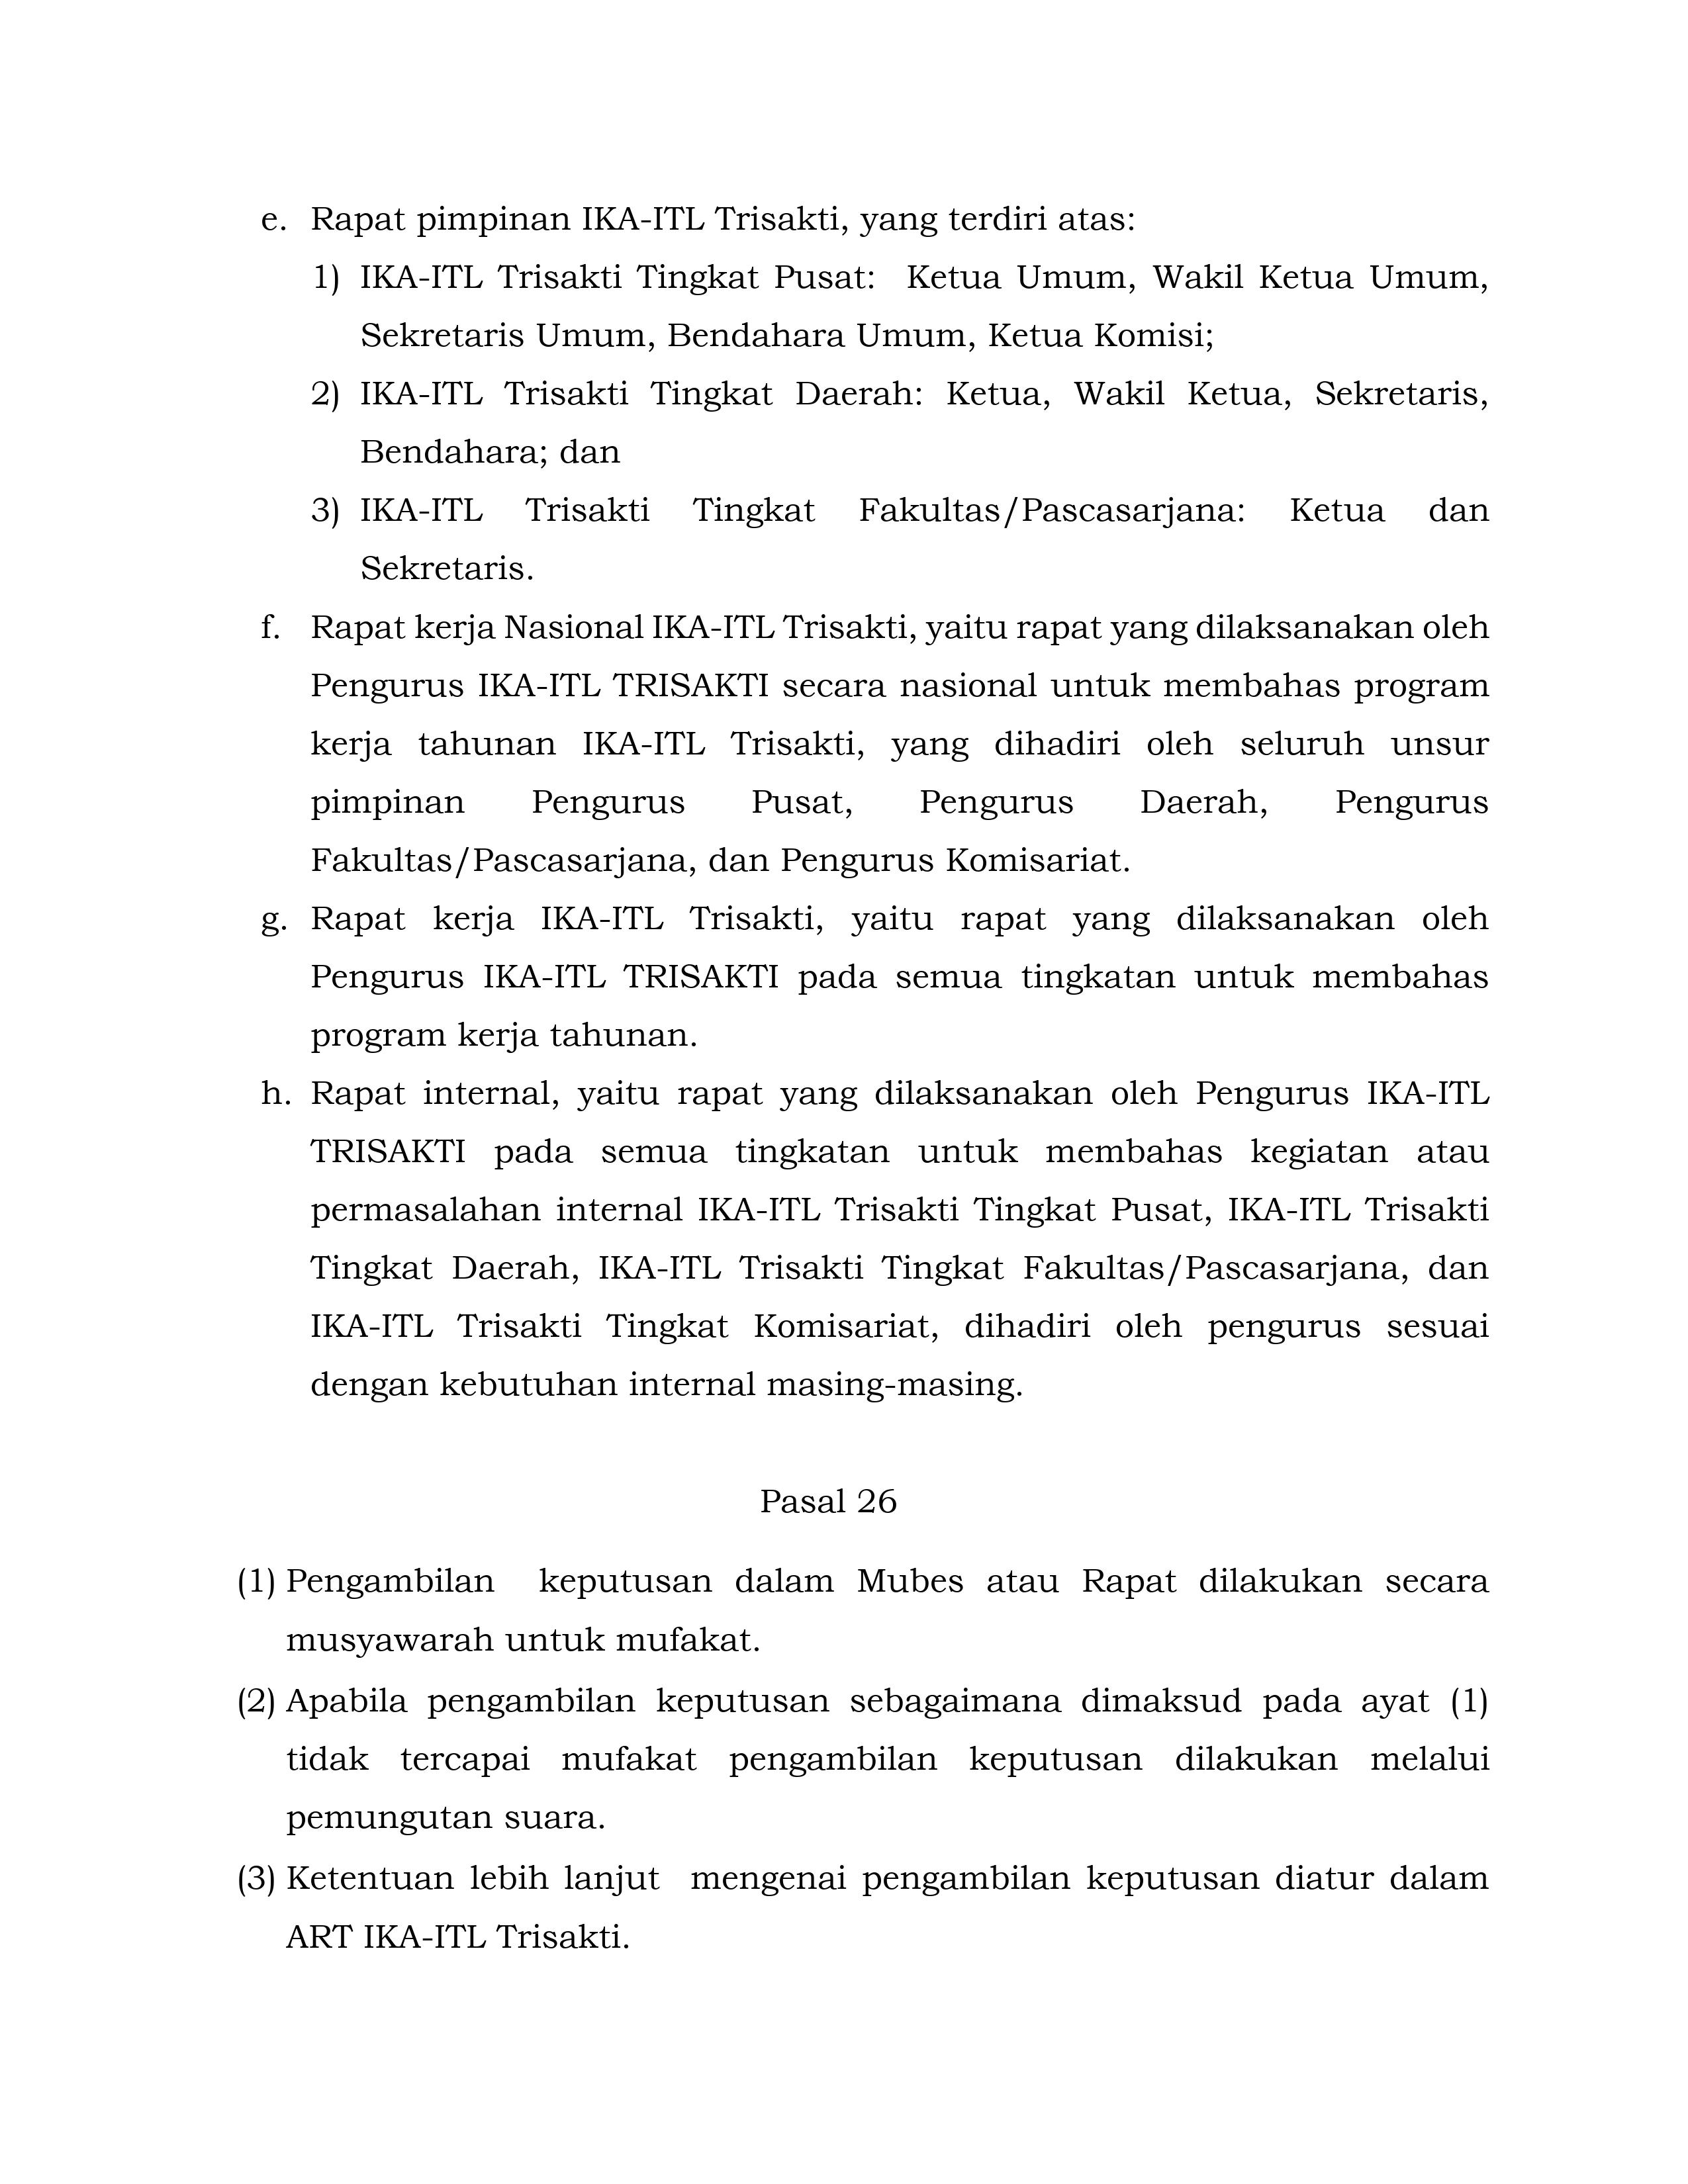 e. Rapat pimpinan IKA-ITL Trisakti, yang terdiri atas:
1) IKA-ITL Trisakti Tingkat Pusat: Ketua Umum, Wakil Ketua Umum,
Sekretaris Umum, Bendahara Umum, Ketua Komisi;
2) IKA-ITL Trisakti Tingkat Daerah: Ketua, Wakil Ketua, Sekretaris,
Bendahara; dan
3) IKA-ITL Trisakti Tingkat Fakultas/Pascasarjana: Ketua dan
Sekretaris.
f. Rapat kerja Nasional IKA-ITL Trisakti, yaitu rapat yang dilaksanakan oleh
Pengurus IKA-ITL TRISAKTI secara nasional untuk membahas program
kerja tahunan IKA-ITL Trisakti, yang dihadiri oleh seluruh unsur
pimpinan Pengurus Pusat, Pengurus Daerah, Pengurus
Fakultas/Pascasarjana, dan Pengurus Komisariat.
g. Rapat kerja IKA-ITL Trisakti, yaitu rapat yang dilaksanakan oleh
Pengurus IKA-ITL TRISAKTI pada semua tingkatan untuk membahas
program kerja tahunan.
h. Rapat internal, yaitu rapat yang dilaksanakan oleh Pengurus IKA-ITL
TRISAKTI pada semua tingkatan untuk membahas kegiatan atau
permasalahan internal IKA-ITL Trisakti Tingkat Pusat, IKA-ITL Trisakti
Tingkat Daerah, IKA-ITL Trisakti Tingkat Fakultas/Pascasarjana, dan
IKA-ITL Trisakti Tingkat Komisariat, dihadiri oleh pengurus sesuai
dengan kebutuhan internal masing-masing.
Pasal 26
(1) Pengambilan keputusan dalam Mubes atau Rapat dilakukan secara
musyawarah untuk mufakat.
(2) Apabila pengambilan keputusan sebagaimana dimaksud pada ayat (1)
tidak tercapai mufakat pengambilan keputusan dilakukan melalui
pemungutan suara.
(3) Ketentuan lebih lanjut mengenai pengambilan keputusan diatur dalam
ART IKA-ITL Trisakti.